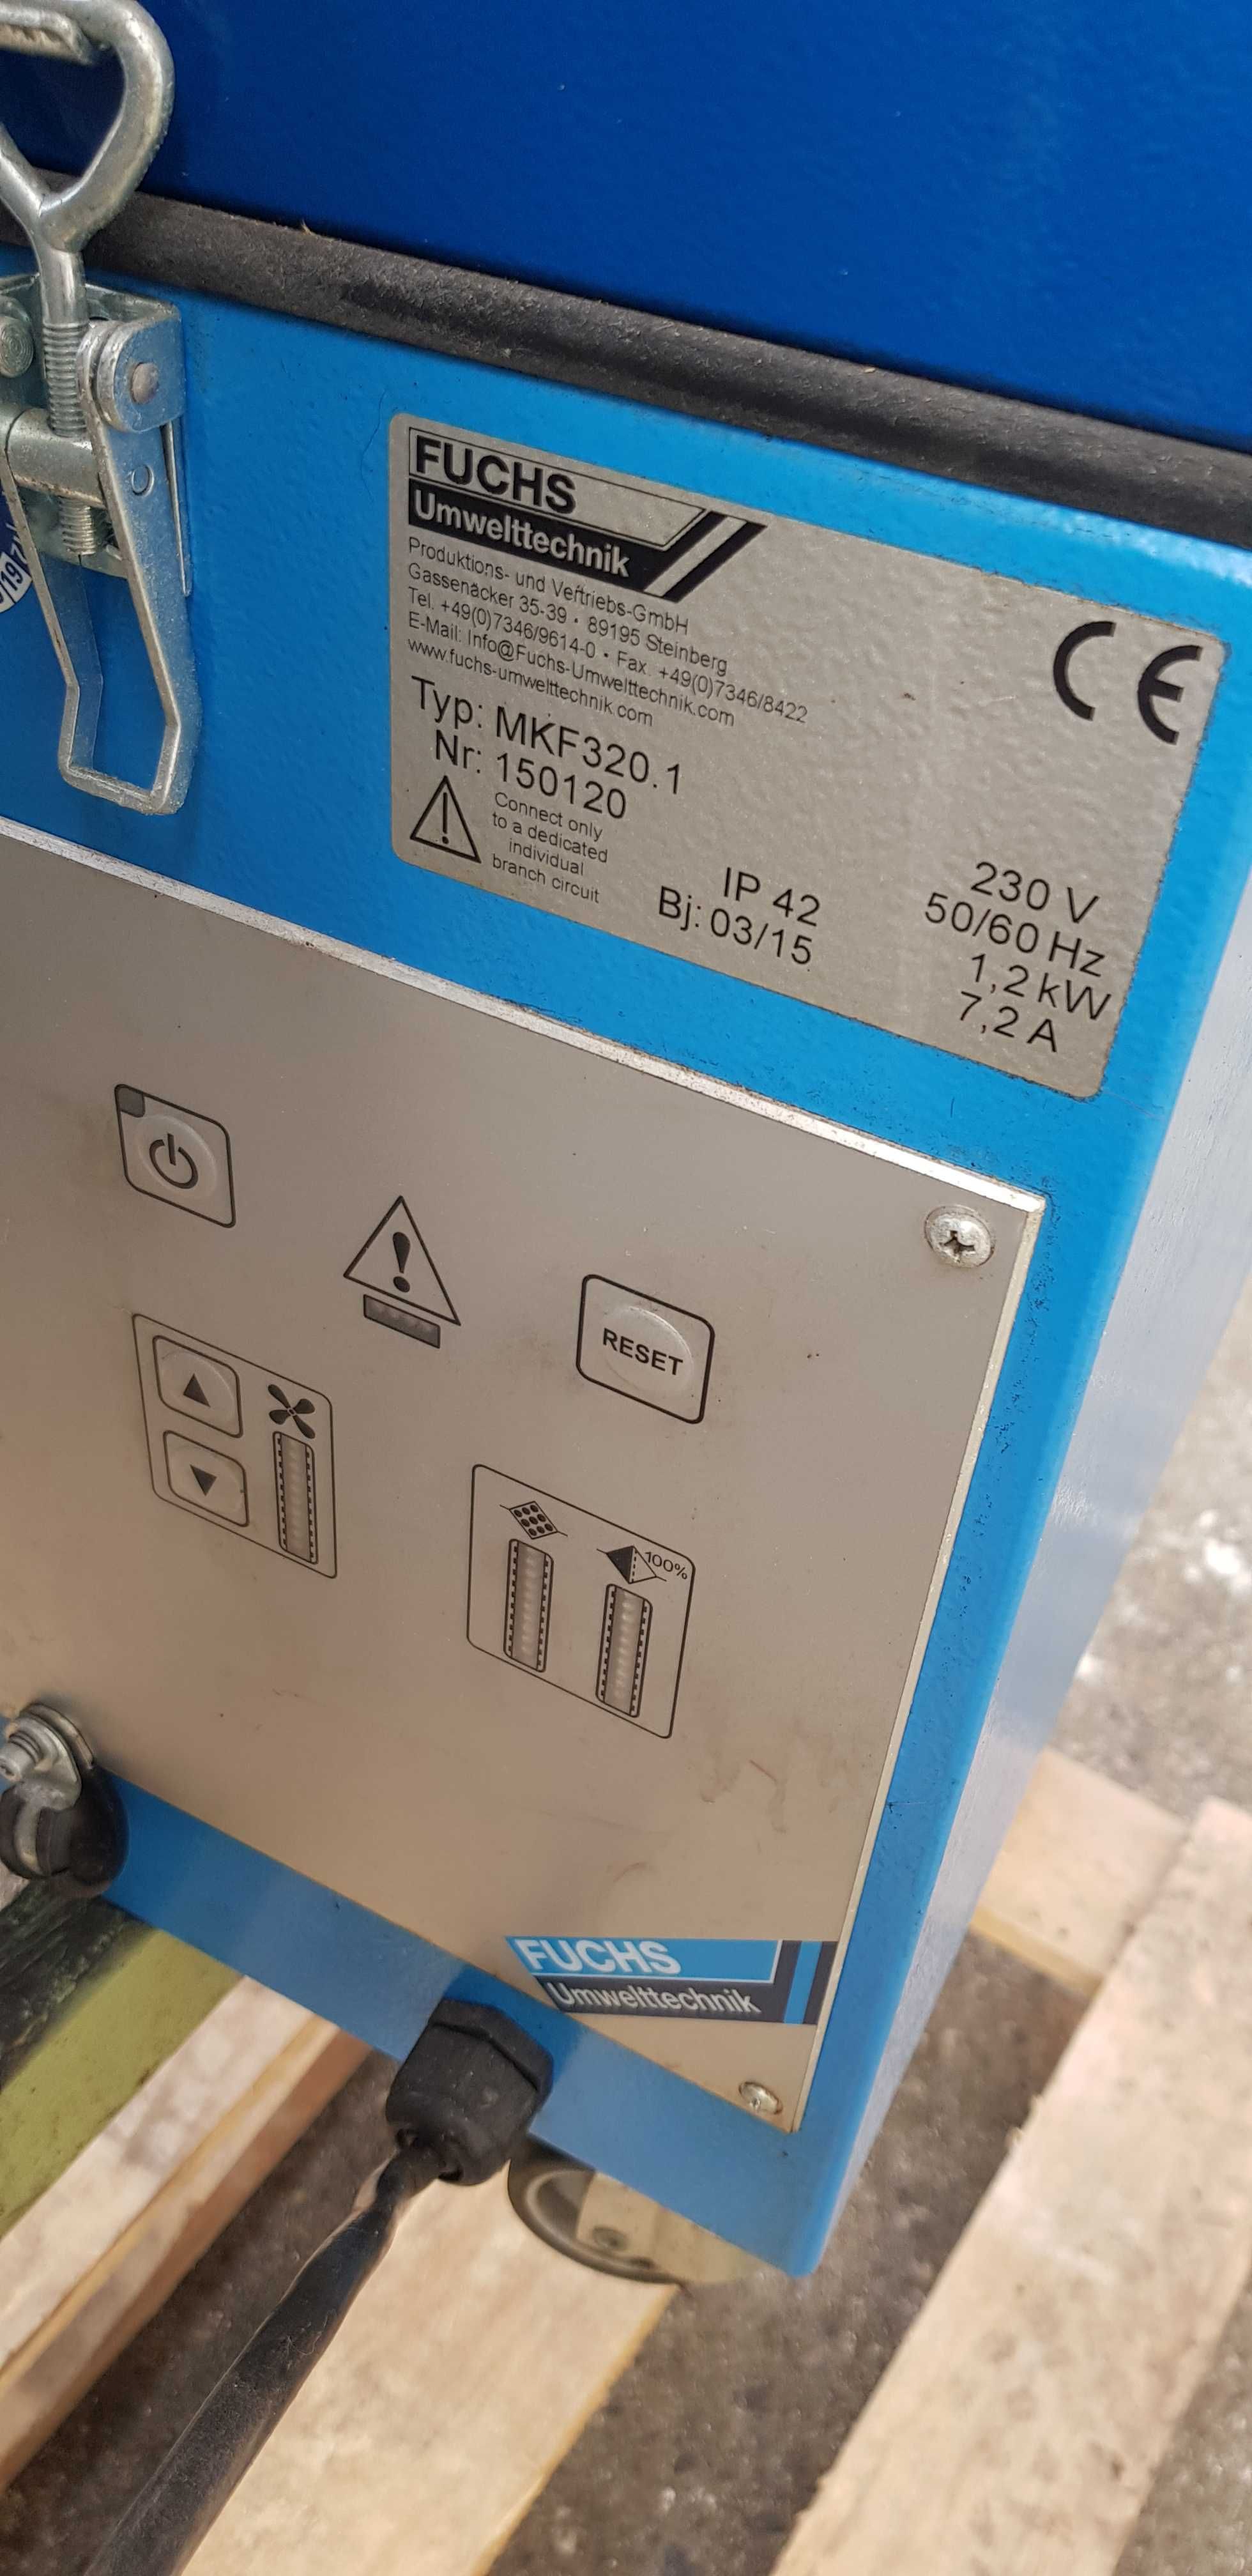 FUCHS
Umwelttechnik
Produktions- und Vertriebs-GmbH
Gassenäcker 35-39 • 89195 Steinberg
Tel. +49(0)7346/9614-0 • Fax. +49(0)7346/8422
E-Mail: Info@Fuchs-Umwelttechnik.com
www.fuchs-umwelttechnik.com
CE
Typ: MKF320.1
Nr: 150120
Connect only
to a dedicated
individual
branch circuit
IP 42
Bj: 03/15
230 V
50/60 Hz
1,2 kW
7,2 A
RESET
100%
FUCHS
Umwelttechnik